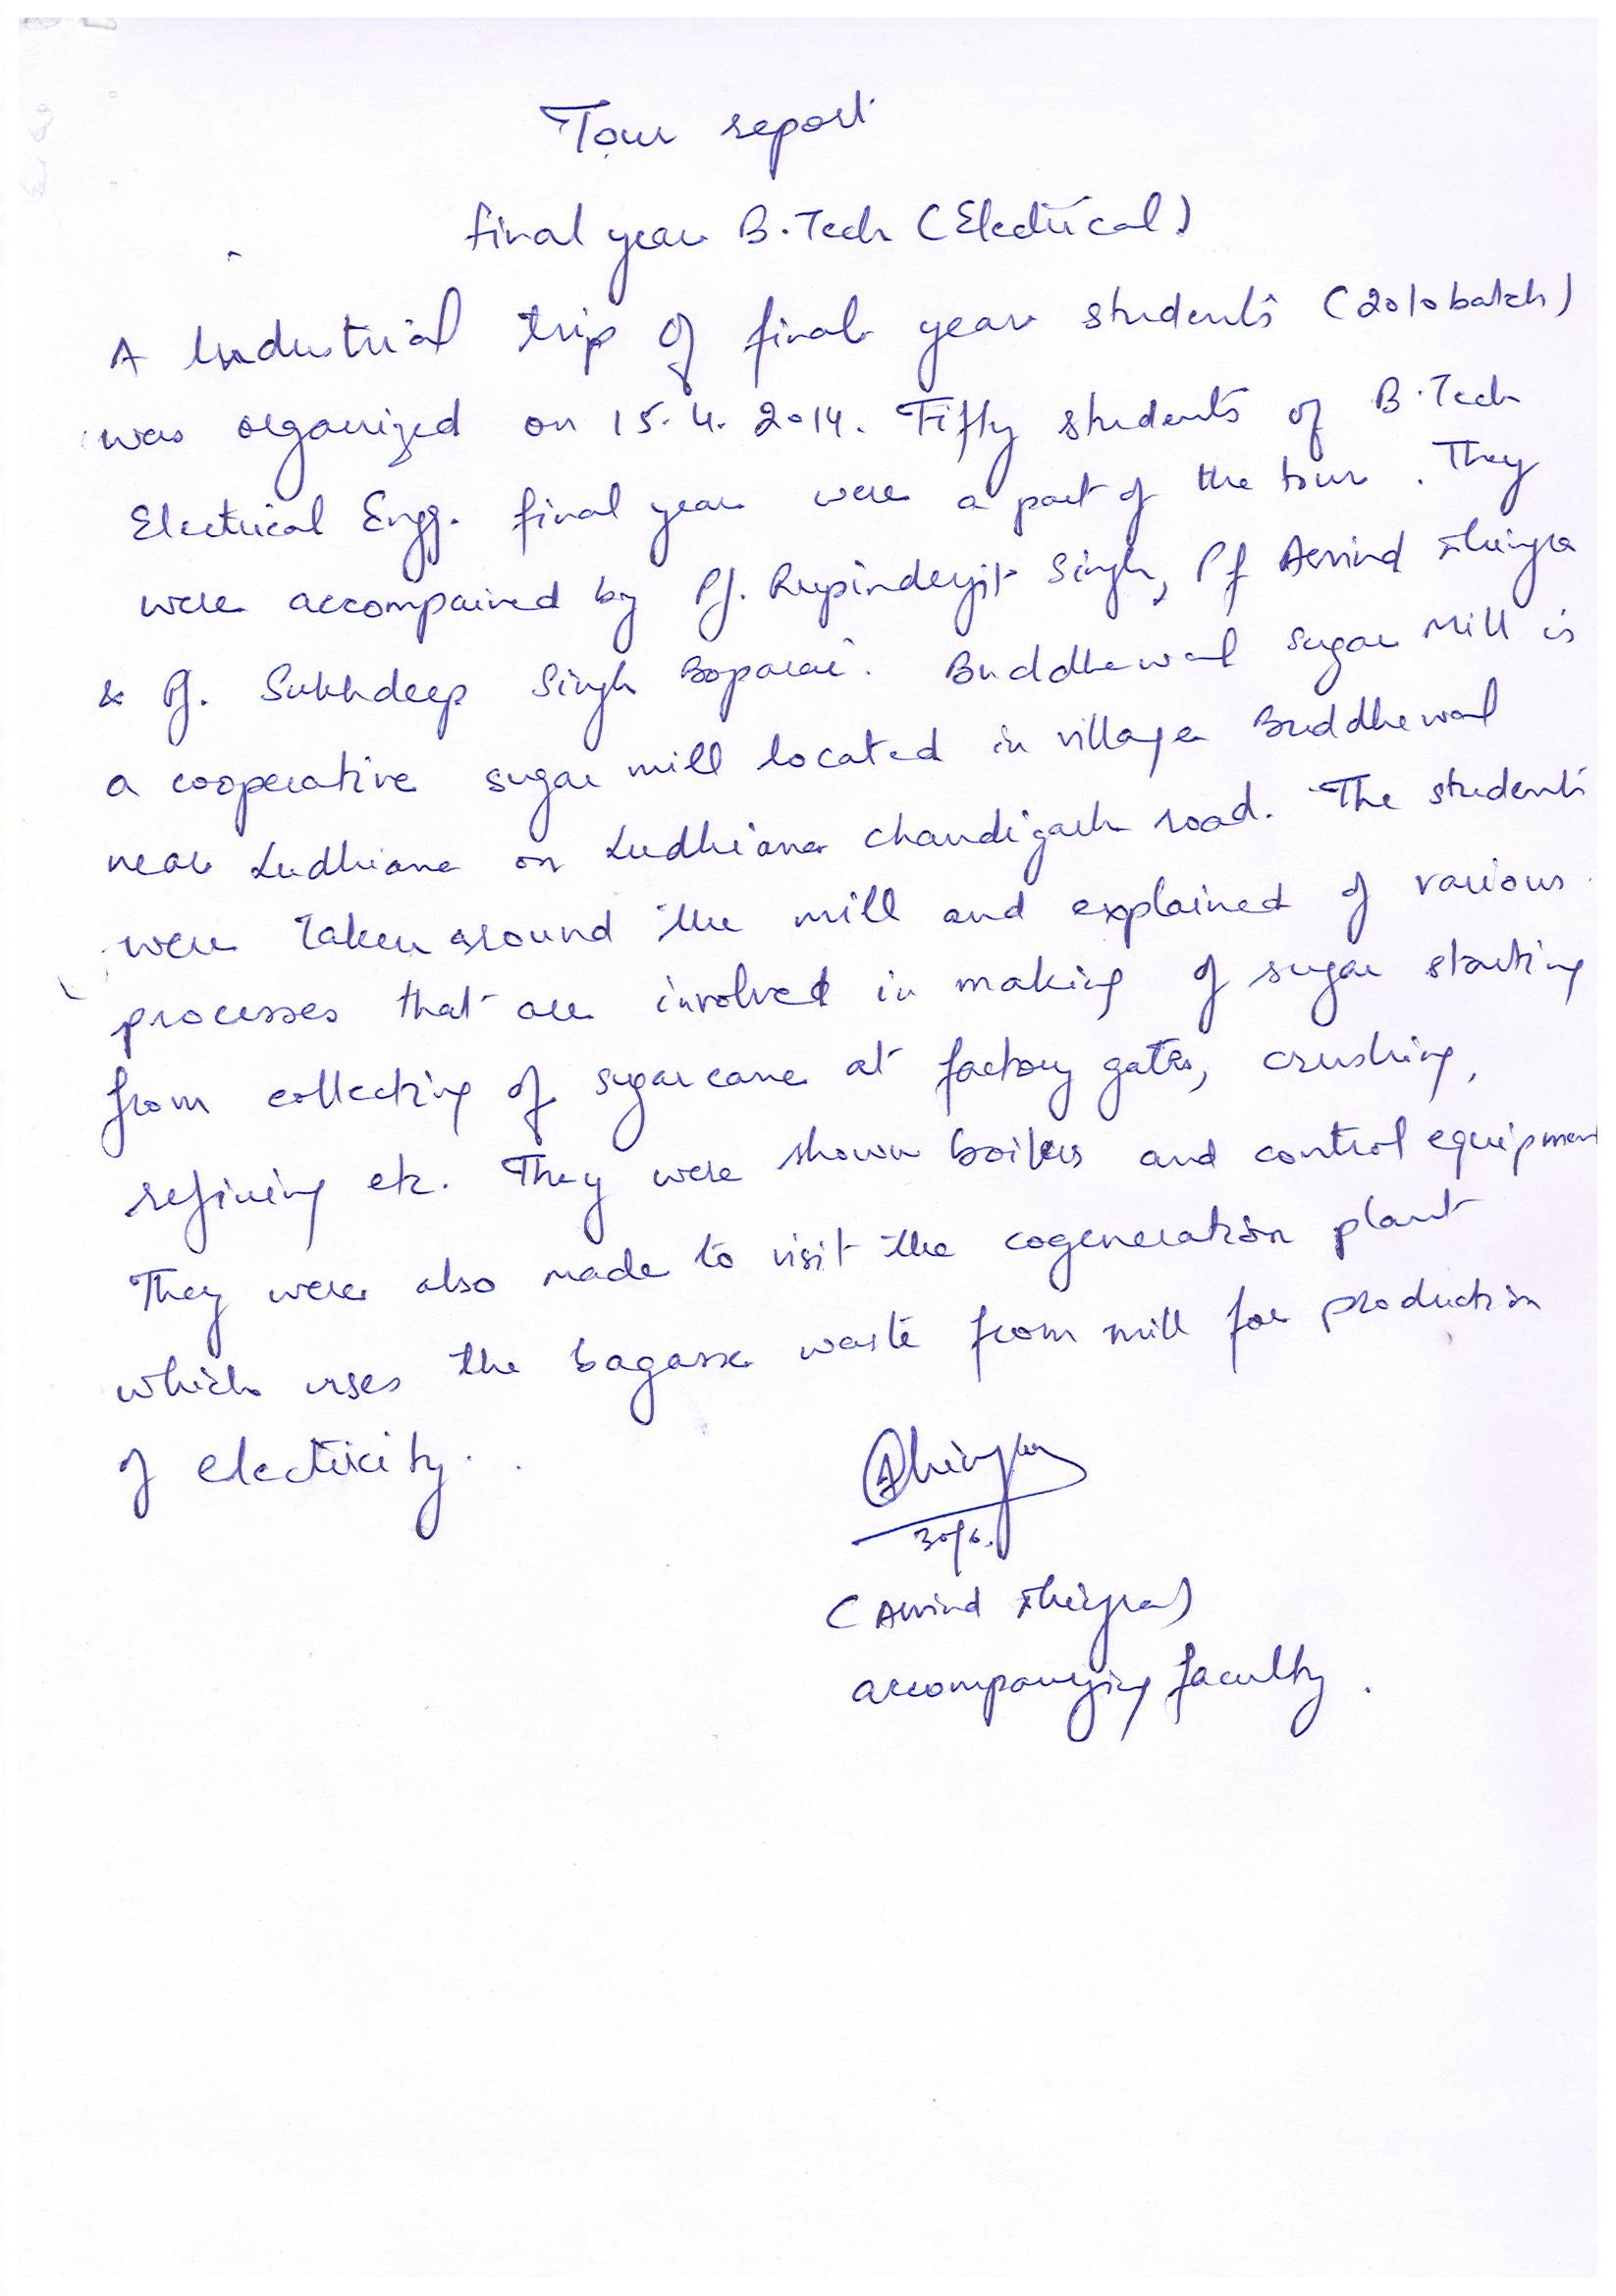 Tour report
final year B.Tech (Electrical)
A Industrial trip of final year students (2010 batch)
was organized on 15.4.2014. Fifty students of B.Tech
Electrical Engg. final year were a part of the tour. They
were accompained by Pf. Rupinderjit Singh, Pf Arvind Dhingra
& Pf. Sukhdeep Singh Boparai. Buddhewal sugar Mill is
a cooperative sugar mill located in village Buddhewal
near Ludhiana on Ludhiana chandigarh road. The students
were taken around the mill and explained of various
processes that are involved in making of sugar starting
from collecting of sugarcane at factory gates, crushing,
refining etc. They were shown boilers and control equipmen
They were also made to visit the cogeneration plant
which uses the bagasse waste from mill for production
of electricity.
Dhingra
30/6.
(Arvind Dhingra)
accompanying faculty.